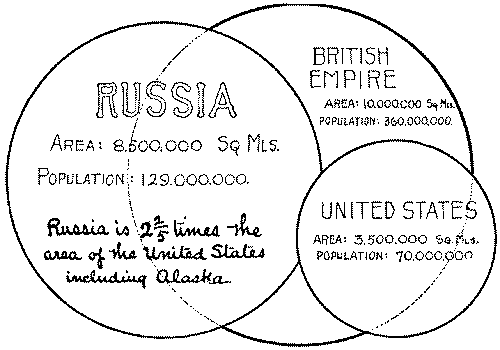 RUSSIA
AREA: 8,500,000 SQ MLS.
POPULATION: 129.000.000.
Russia is 2 2/5 times the
area of the United States
including Alaska.
BRITISH
EMPIRE
AREA: 10.000.000 SQ MLS.
POPULATION: 360,000,000.
UNITED STATES
AREA: 3,500,000 SQ. MLS.
POPULATION: 70,000,000